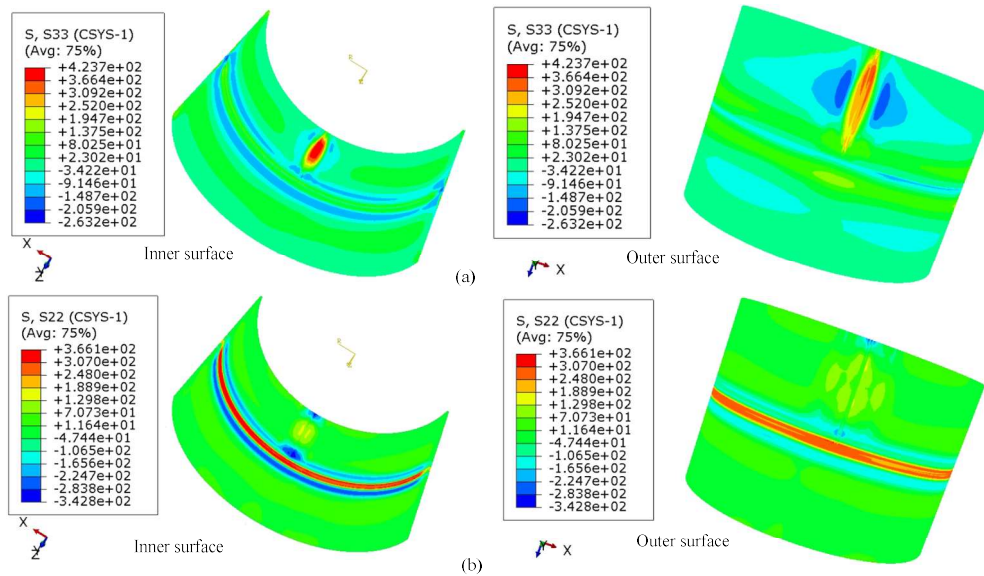 S, S33 (CSYS-1)
(Avg: 75%)
+4.237e+02
+3.664e+02
+3.092e+02
+2.520e+02
+1.947e+02
+1.375e+02
+8.025e+01
+2.302e+01
-3.422e+01
-9.146e+01
-1.487e+02
-2.059e+02
-2.632e+02
X
Y
Z
Inner surface
S, S33 (CSYS-1)
(Avg: 75%)
+4.237e+02
+3.664e+02
+3.092e+02
+2.520e+02
+1.947e+02
+1.375e+02
+8.025e+01
+2.302e+01
-3.422e+01
-9.146e+01
-1.487e+02
-2.059e+02
-2.632e+02
Y
X
Outer surface
(a)
S, S22 (CSYS-1)
(Avg: 75%)
+3.661e+02
+3.070e+02
+2.480e+02
+1.889e+02
+1.298e+02
+7.073e+01
+1.164e+01
-4.744e+01
-1.065e+02
-1.656e+02
-2.247e+02
-2.838e+02
-3.428e+02
X
Y
Z
Inner surface
S, S22 (CSYS-1)
(Avg: 75%)
+3.661e+02
+3.070e+02
+2.480e+02
+1.889e+02
+1.298e+02
+7.073e+01
+1.164e+01
-4.744e+01
-1.065e+02
-1.656e+02
-2.247e+02
-2.838e+02
-3.428e+02
Y
X
Outer surface
(b)